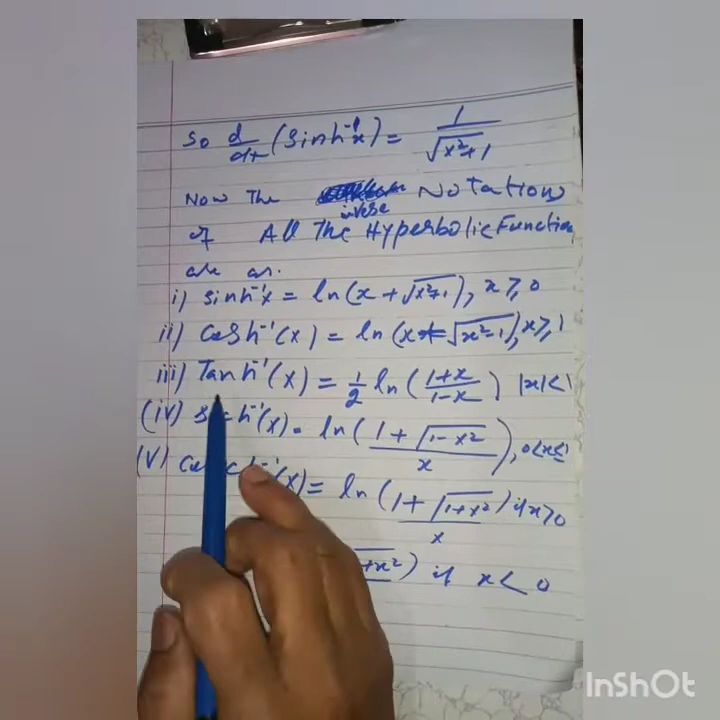 So d/dx (Sinh⁻¹x) = 1/√(x²+1)
Now The inverse Notation
of All The Hyperbolic Function
are as.
i) sinh⁻¹x = ln(x + √(x²+1)), x ≥ 0
ii) cosh⁻¹(x) = ln(x + √(x²-1)), x ≥ 1
iii) Tanh⁻¹(x) = 1/2 ln((1+x)/(1-x)) |x| < 1
(iv) h⁻¹(x) = ln((1+√(1-x²))/x), 0<x≤1
(V) h⁻¹(x) = ln((1+√(1+x²))/x) if x>0
+x²) if x < 0
InShOt